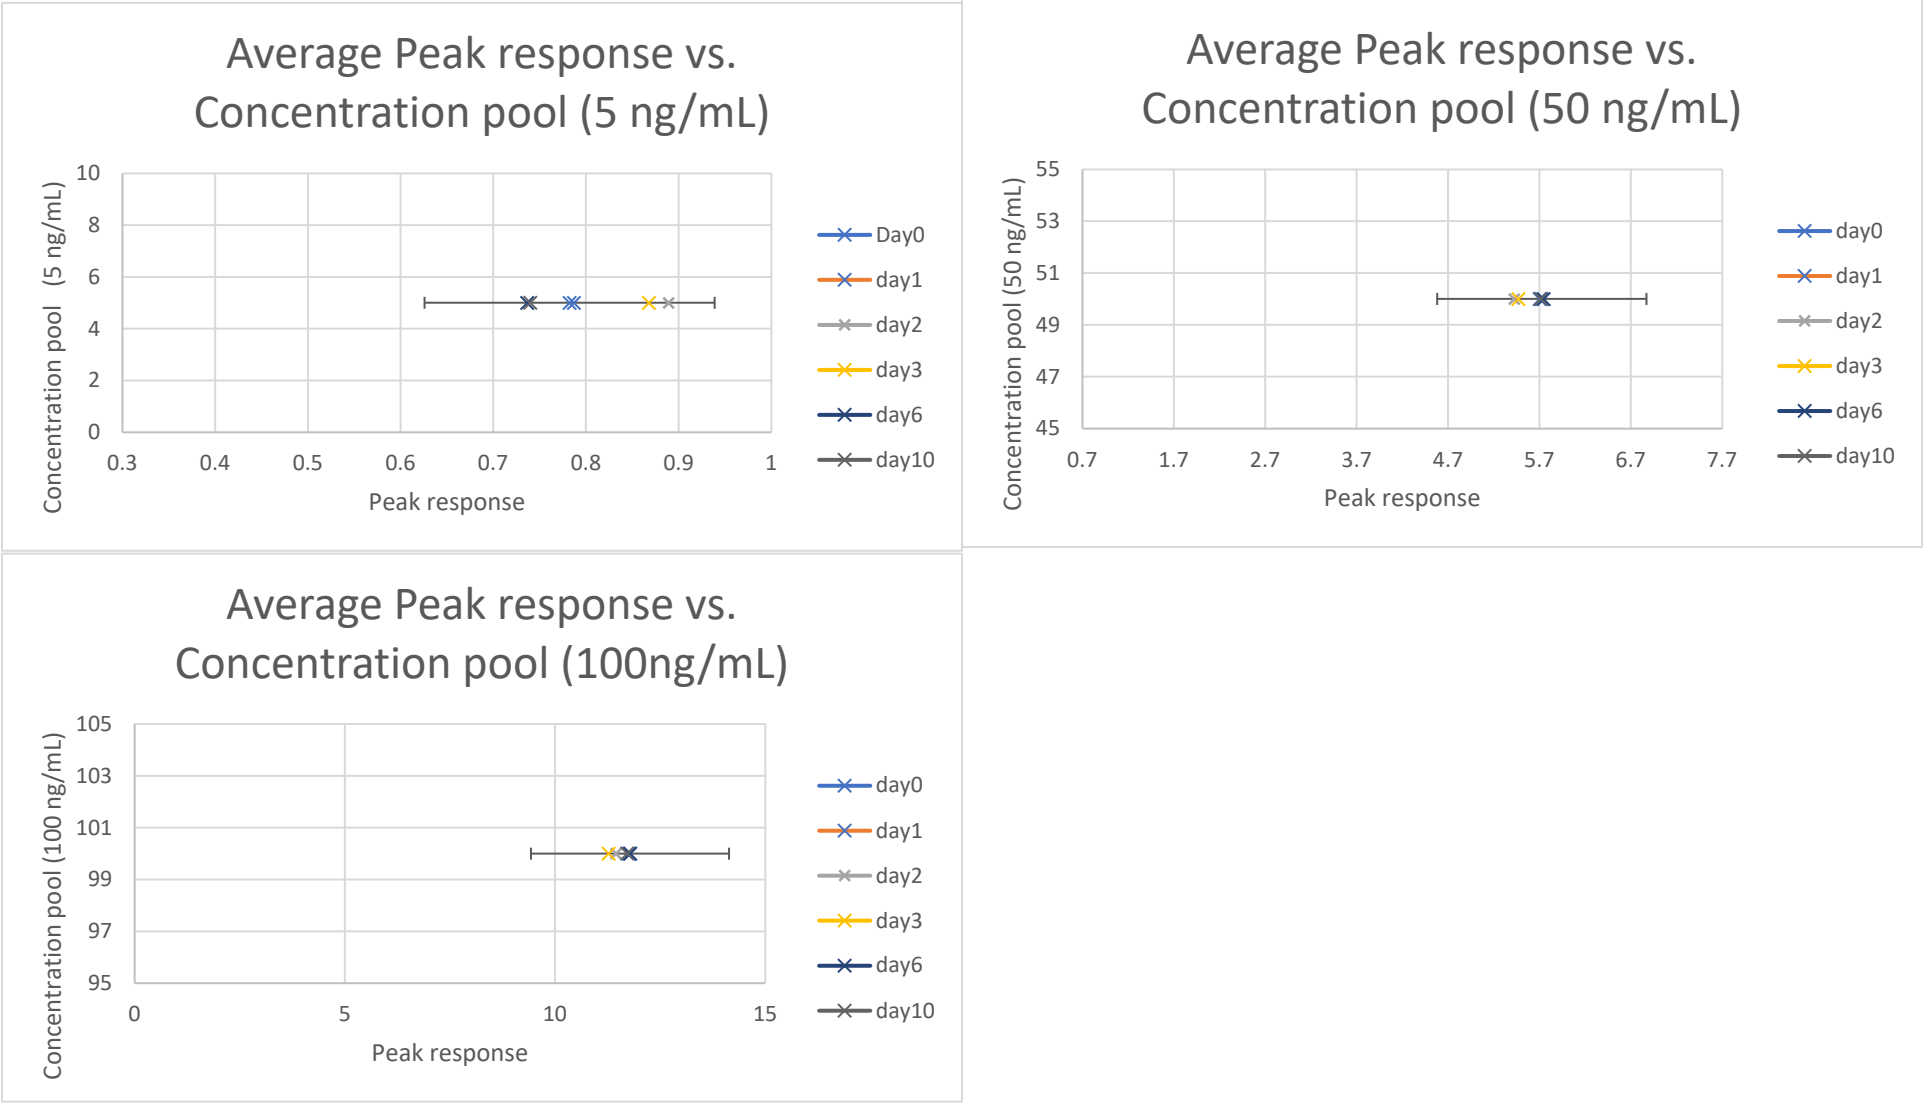 Average Peak response vs.
Concentration pool (5 ng/mL)
Concentration pool  (5 ng/mL)
10
8
6
4
2
0
0.3 0.4 0.5 0.6 0.7 0.8 0.9 1
Peak response
Day0
day1
day2
day3
day6
day10
Average Peak response vs.
Concentration pool (50 ng/mL)
Concentration pool (50 ng/mL)
55
53
51
49
47
45
0.7 1.7 2.7 3.7 4.7 5.7 6.7 7.7
Peak response
day0
day1
day2
day3
day6
day10
Average Peak response vs.
Concentration pool (100ng/mL)
Concentration pool (100 ng/mL)
105
103
101
99
97
95
0 5 10 15
Peak response
day0
day1
day2
day3
day6
day10